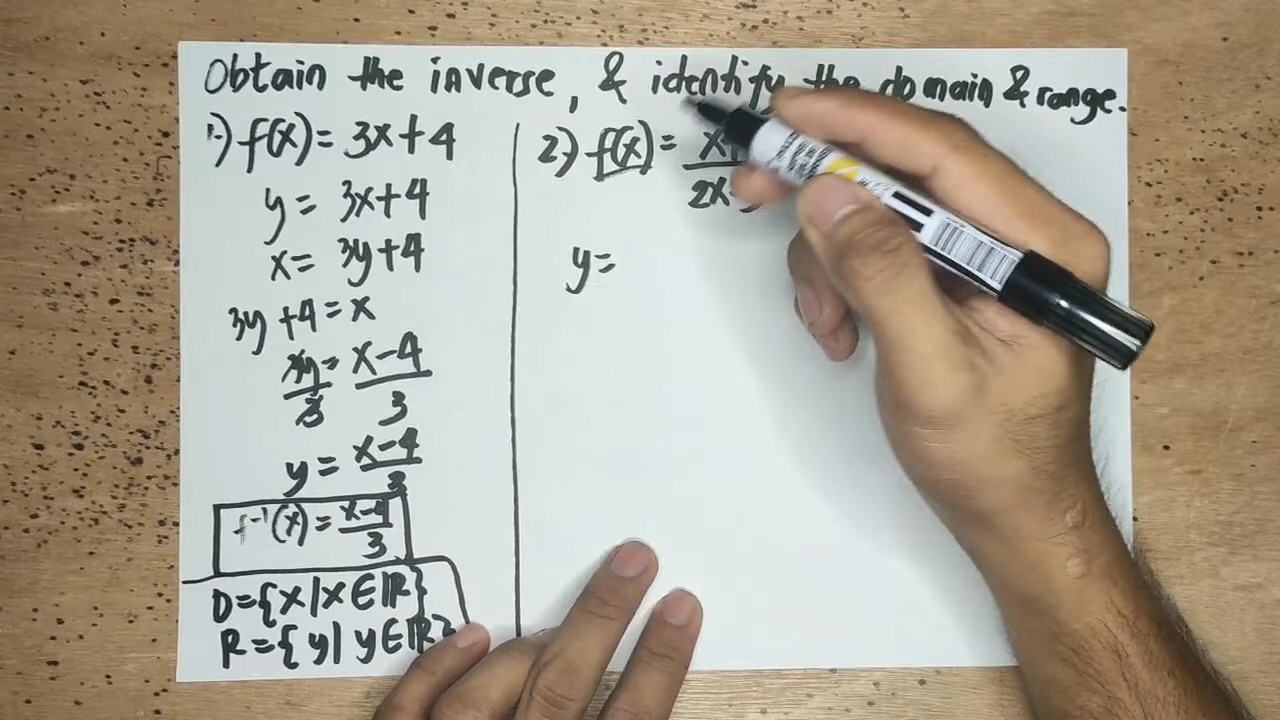 Obtain the inverse, & identify the domain & range.
1.) f(x) = 3x+4
y = 3x+4
x = 3y+4
3y +4 = x
3y/3 = x-4/3
y = x-4/3
f⁻¹(x) = x-4/3
D={x|x∈ℝ}
R={y|y∈ℝ}
2.) f(x) =
2x-
y=